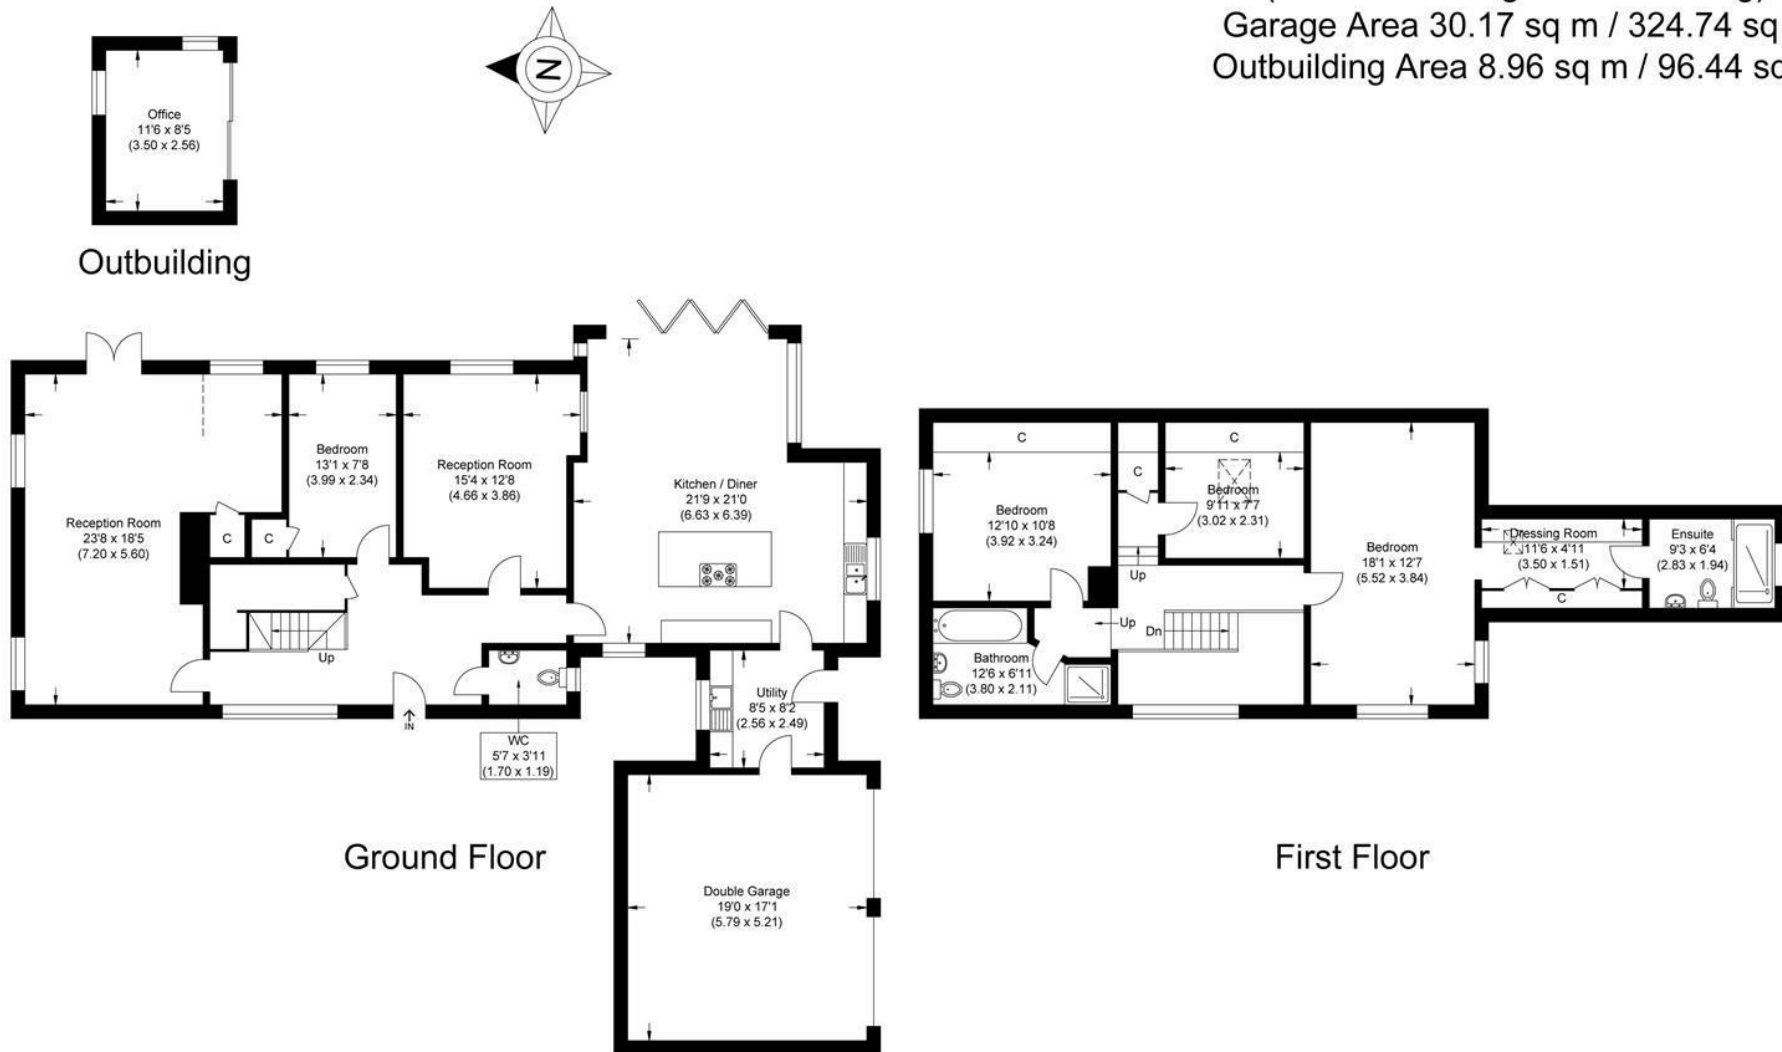 Garage Area 30.17 sq m / 324.74 sq
Outbuilding Area 8.96 sq m / 96.44
N
Office
11'6 x 8'5
(3.50 x 2.56)
Outbuilding
Reception Room
23'8 x 18'5
(7.20 x 5.60)
C
C
Bedroom
13'1 x 7'8
(3.99 x 2.34)
Reception Room
15'4 x 12'8
(4.66 x 3.86)
Kitchen / Diner
21'9 x 21'0
(6.63 x 6.39)
Up
IN
WC
5'7 x 3'11
(1.70 x 1.19)
Utility
8'5 x 8'2
(2.56 x 2.49)
Double Garage
19'0 x 17'1
(5.79 x 5.21)
Ground Floor
C
Bedroom
12'10 x 10'8
(3.92 x 3.24)
C
C
Bedroom
9'11 x 7'7
(3.02 x 2.31)
Up
Up
Dn
Bathroom
12'6 x 6'11
(3.80 x 2.11)
Bedroom
18'1 x 12'7
(5.52 x 3.84)
Dressing Room
11'6 x 4'11
(3.50 x 1.51)
C
Ensuite
9'3 x 6'4
(2.83 x 1.94)
First Floor